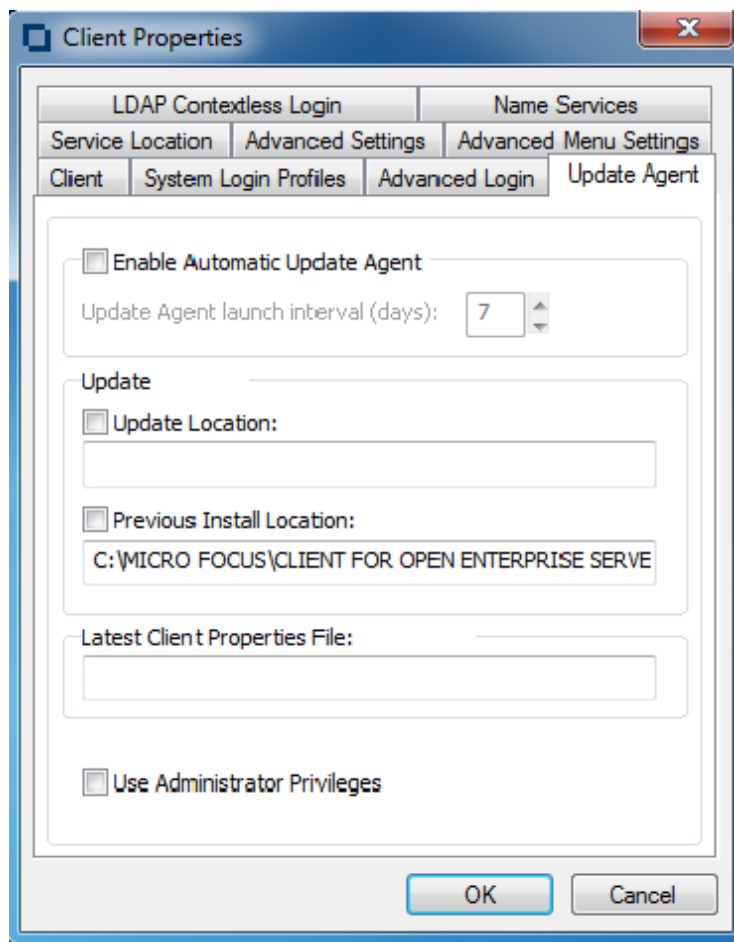 Client Properties
LDAP Contextless Login Name Services
Service Location Advanced Settings Advanced Menu Settings
Client System Login Profiles Advanced Login Update Agent
Enable Automatic Update Agent
Update Agent launch interval (days): 7
Update
Update Location:
Previous Install Location:
C:\MICRO FOCUS\CLIENT FOR OPEN ENTERPRISE SERVE
Latest Client Properties File:
Use Administrator Privileges
OK Cancel